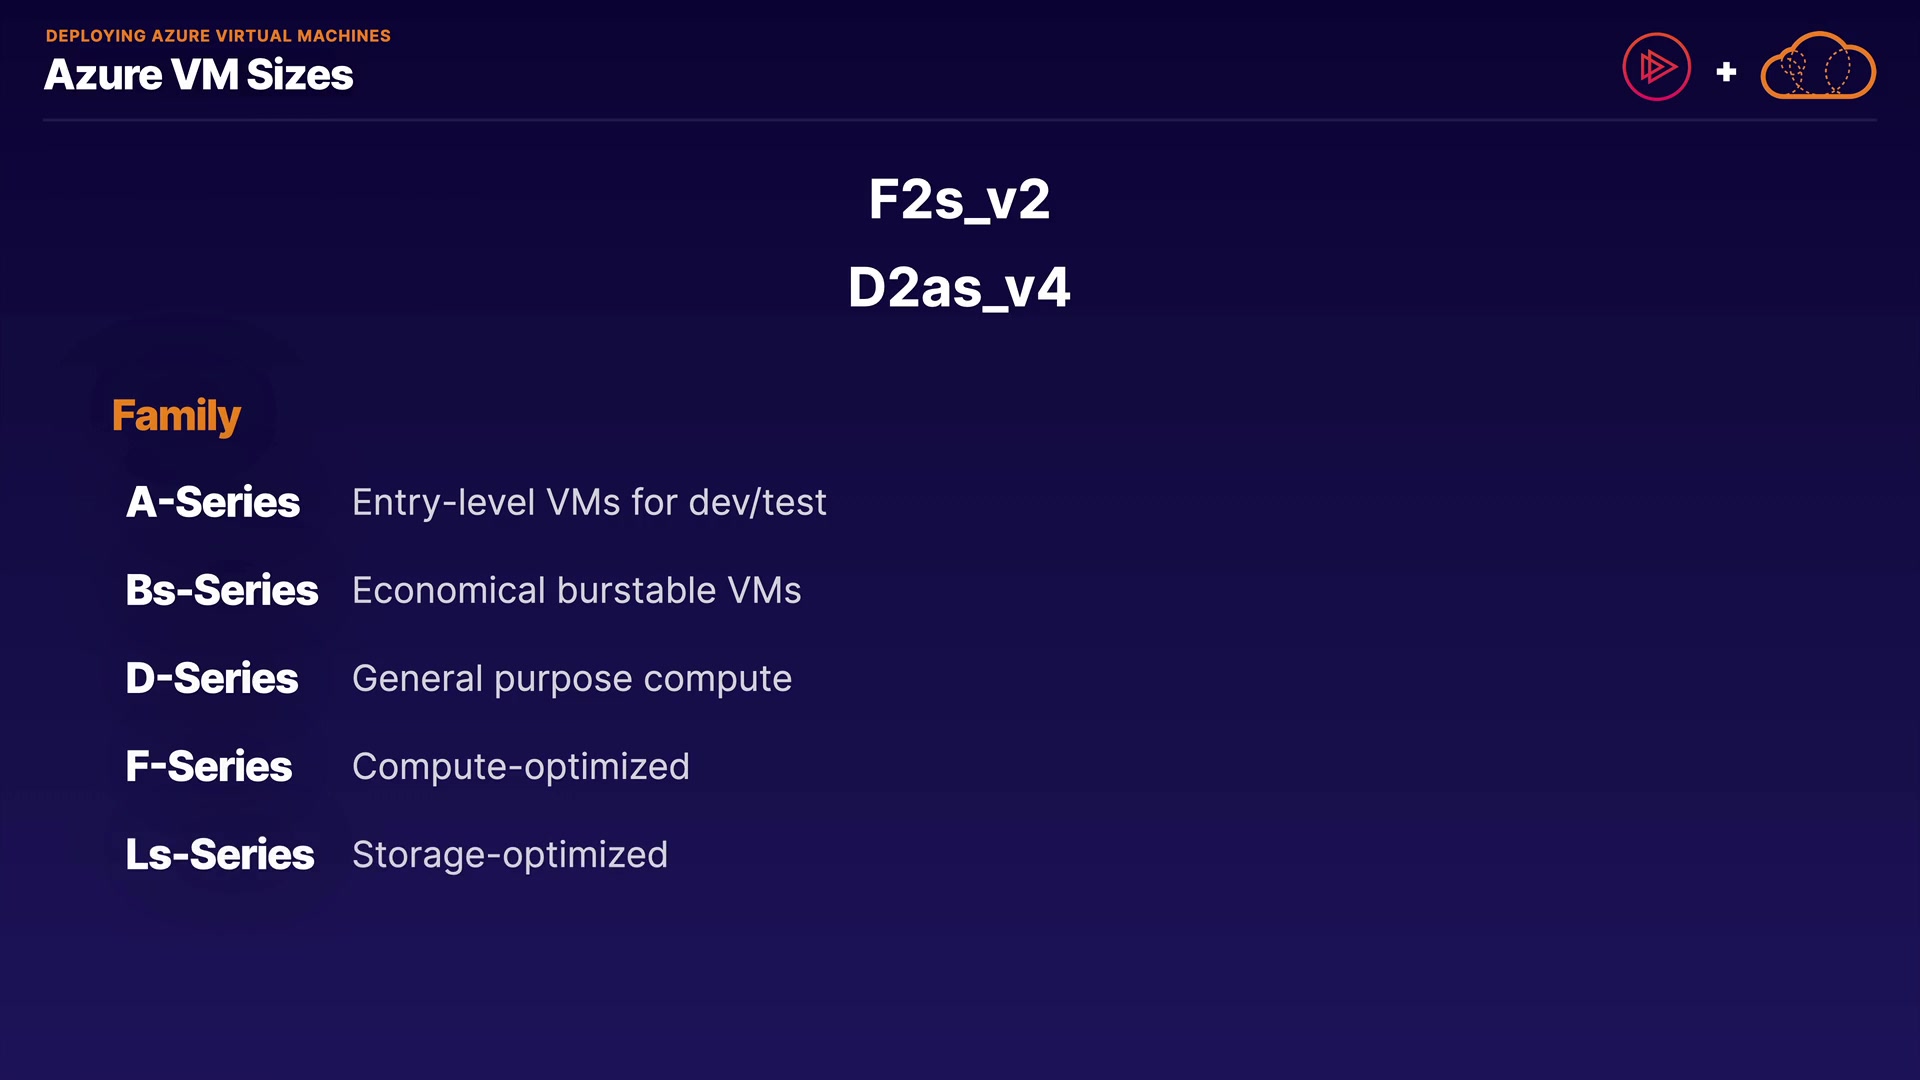 DEPLOYING AZURE VIRTUAL MACHINES
Azure VM Sizes
+
F2s_v2
D2as_v4
Family
A-Series Entry-level VMs for dev/test
Bs-Series Economical burstable VMs
D-Series General purpose compute
F-Series Compute-optimized
Ls-Series Storage-optimized